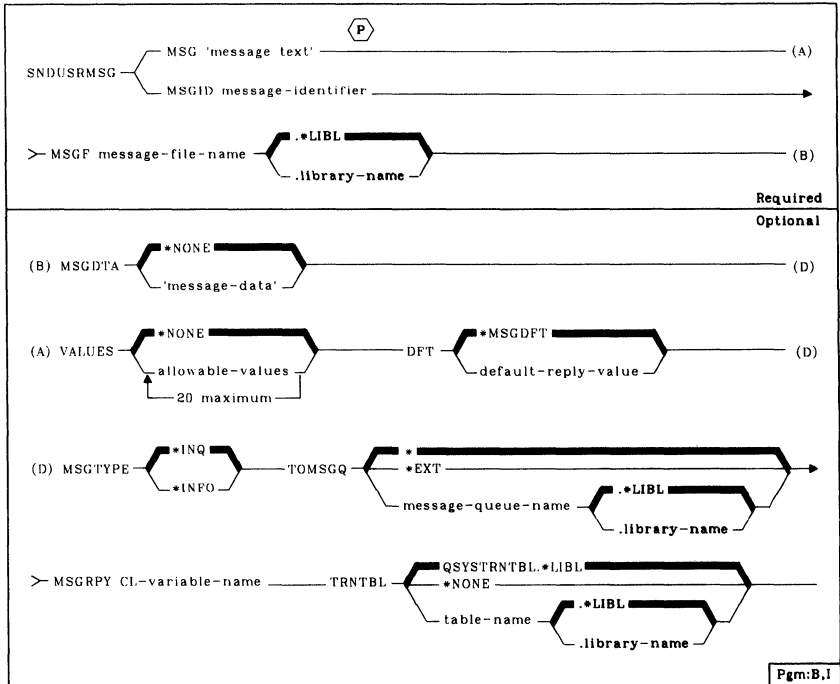 P
MSG 'message text' (A)
SNDUSRMSG
MSGID message-identifier
.*LIBL
MSGF message-file-name (B)
.library-name
Required
Optional
*NONE
(B) MSGDTA (D)
'message-data'
*NONE *MSGDFT
(A) VALUES DFT (D)
allowable-values default-reply-value
20 maximum
*INQ *
(D) MSGTYPE TOMSGQ *EXT
*INFO .*LIBL
message-queue-name
.library-name
QSYSTRNTBL.*LIBL
MSGRPY CL-variable-name TRNTBL *NONE
.*LIBL
table-name
.library-name
Pgm:B,I